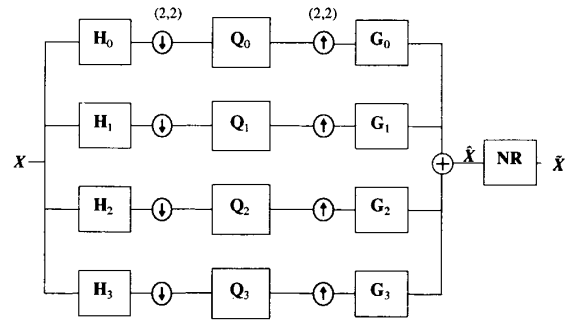 (2,2) (2,2)
H₀ Q₀ G₀
H₁ Q₁ G₁
X X̂ NR X̃
H₂ Q₂ G₂
H₃ Q₃ G₃